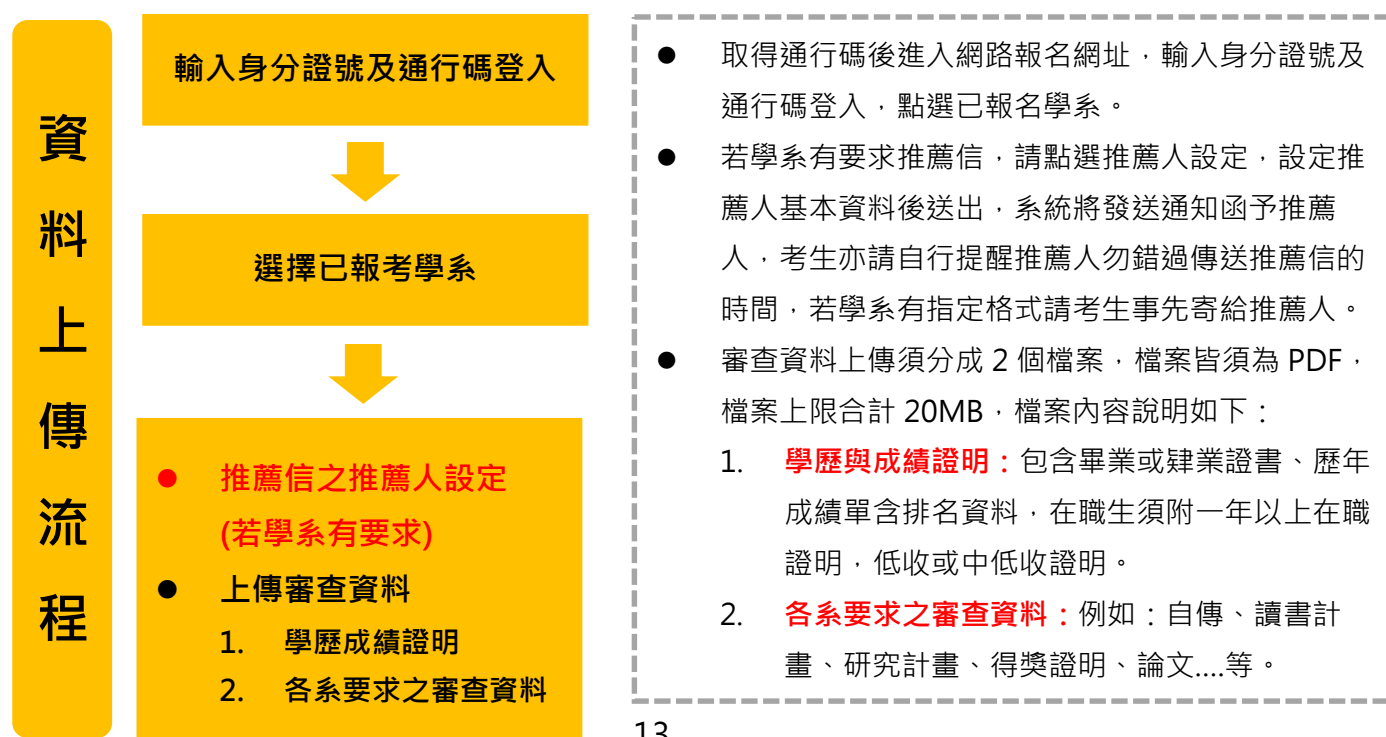 資料上傳流程
輸入身分證號及通行碼登入
選擇已報考學系
● 推薦信之推薦人設定
(若學系有要求)
● 上傳審查資料
1. 學歷成績證明
2. 各系要求之審查資料
● 取得通行碼後進入網路報名網址，輸入身分證號及
通行碼登入，點選已報名學系。
● 若學系有要求推薦信，請點選推薦人設定，設定推
薦人基本資料後送出，系統將發送通知函予推薦
人，考生亦請自行提醒推薦人勿錯過傳送推薦信的
時間，若學系有指定格式請考生事先寄給推薦人。
● 審查資料上傳須分成 2 個檔案，檔案皆須為 PDF，
檔案上限合計 20MB，檔案內容說明如下：
1. 學歷與成績證明：包含畢業或肄業證書、歷年
成績單含排名資料，在職生須附一年以上在職
證明，低收或中低收證明。
2. 各系要求之審查資料：例如：自傳、讀書計
畫、研究計畫、得獎證明、論文....等。
13